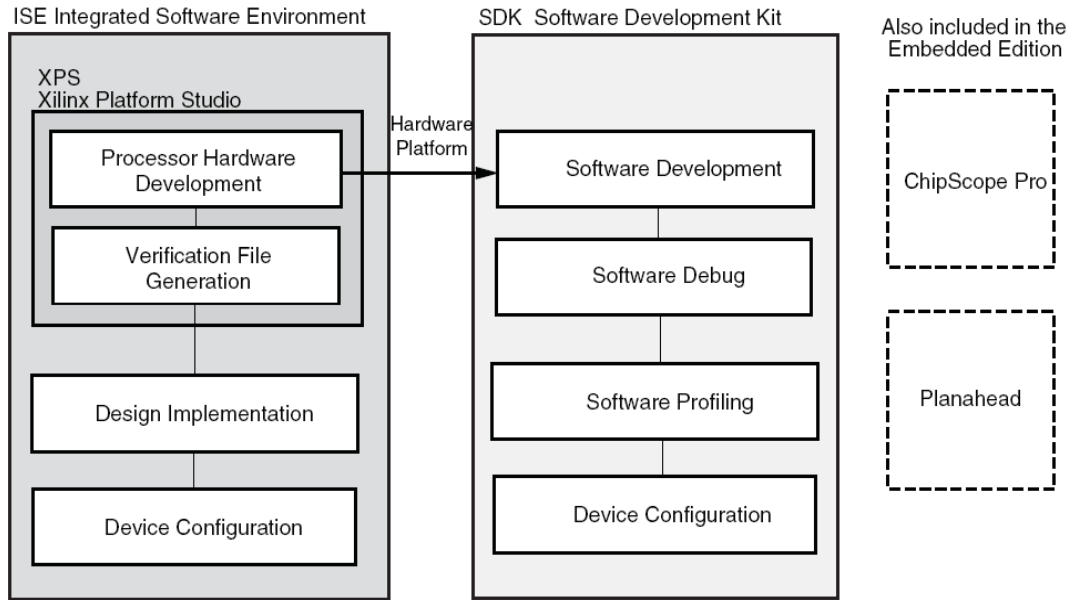 ISE Integrated Software Environment
XPS
Xilinx Platform Studio
Processor Hardware
Development
Verification File
Generation
Design Implementation
Device Configuration
Hardware
Platform
SDK Software Development Kit
Software Development
Software Debug
Software Profiling
Device Configuration
Also included in the
Embedded Edition
ChipScope Pro
Planahead